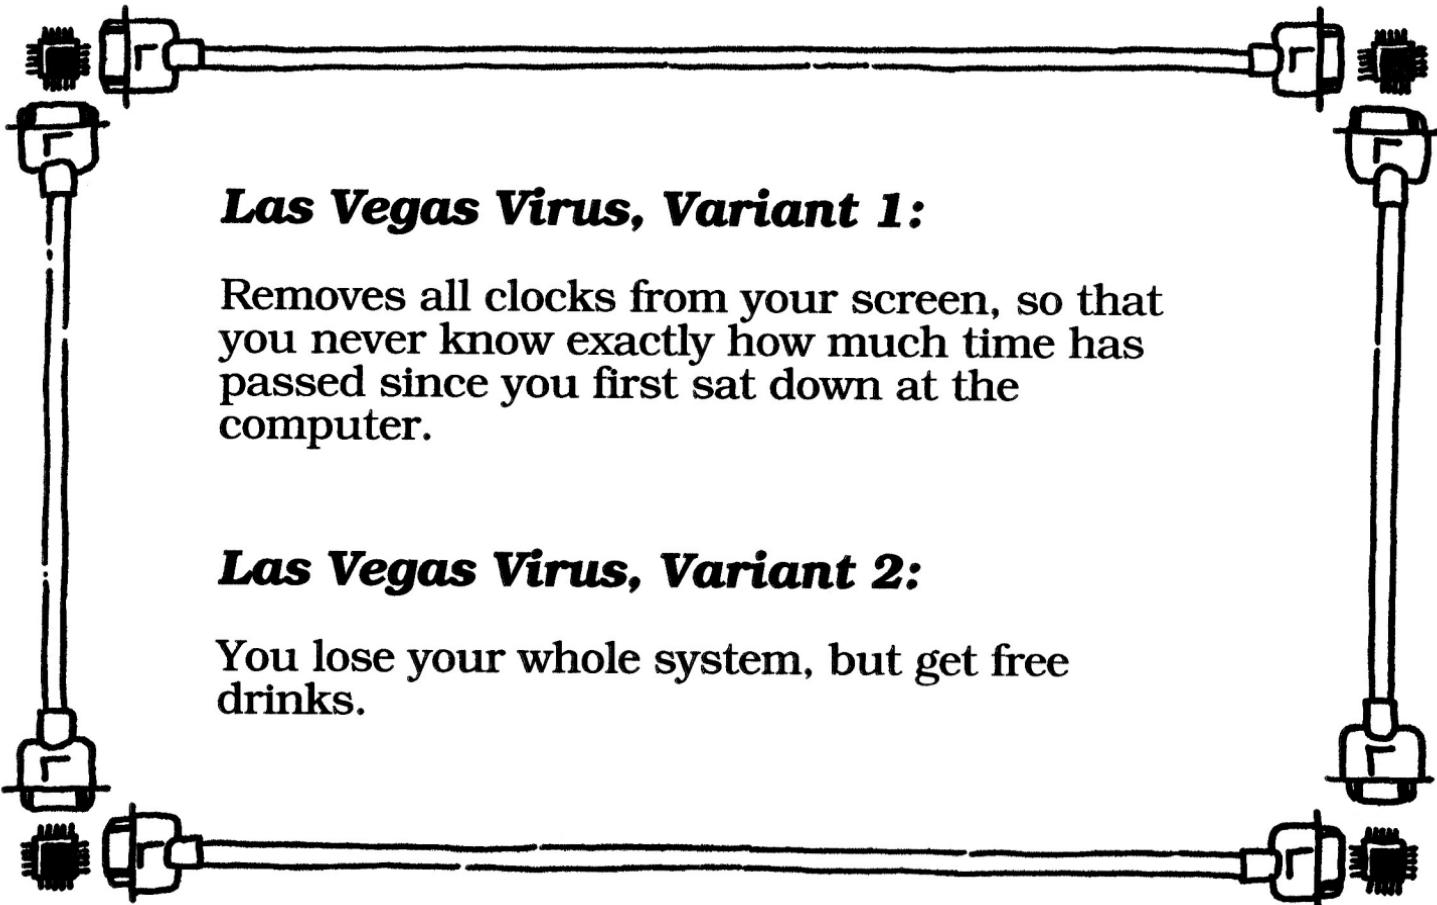 Las Vegas Virus, Variant 1:
Removes all clocks from your screen, so that
you never know exactly how much time has
passed since you first sat down at the
computer.
Las Vegas Virus, Variant 2:
You lose your whole system, but get free
drinks.